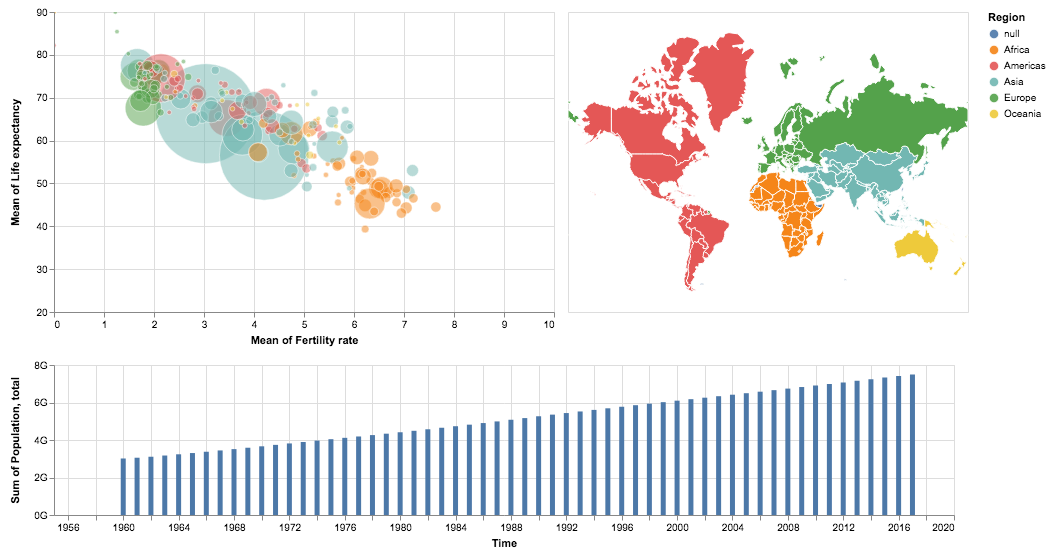 90
80
70
60
50
40
30
20
Mean of Life expectancy
0 1 2 3 4 5 6 7 8 9 10
Mean of Fertility rate
Region
null
Africa
Americas
Asia
Europe
Oceania
8G
6G
4G
2G
0G
Sum of Population, total
1956 1960 1964 1968 1972 1976 1980 1984 1988 1992 1996 2000 2004 2008 2012 2016 2020
Time